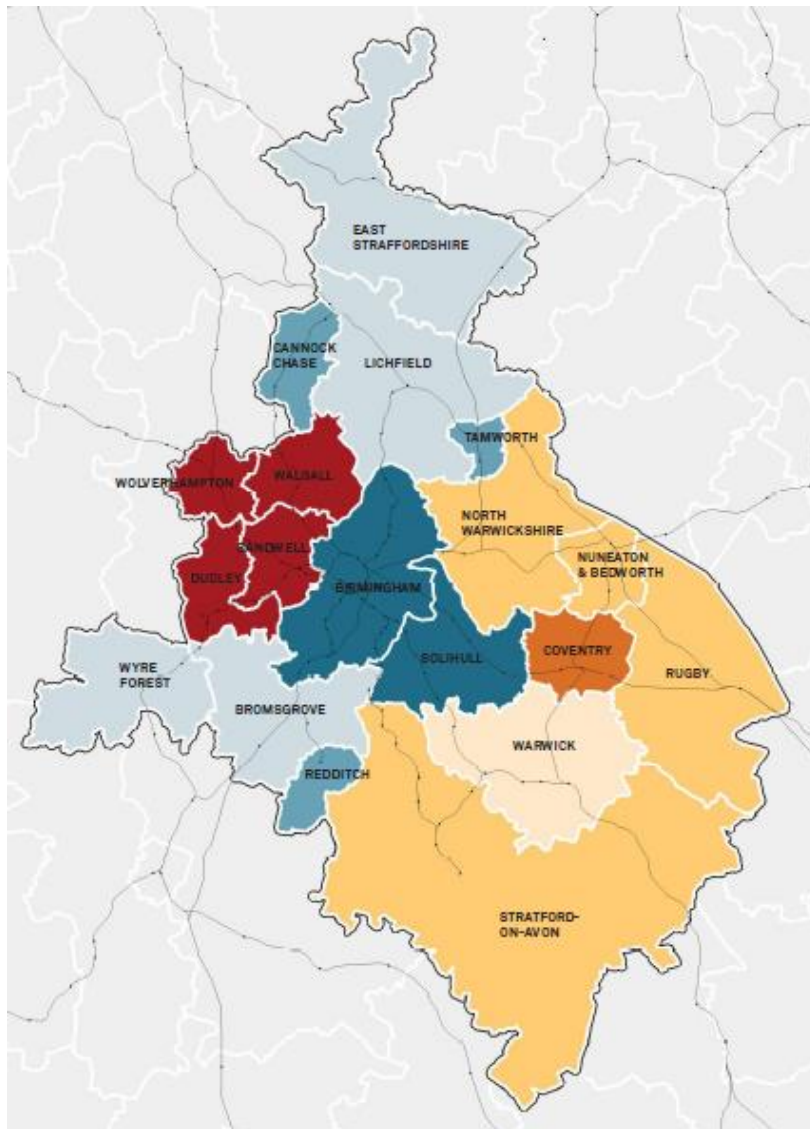 EAST
STRAFFORDSHIRE
CANNOCK
CHASE
LICHFIELD
TAMWORTH
WOLVERHAMPTON
WALSALL
NORTH
WARWICKSHIRE
SANDWELL
NUNEATON
& BEDWORTH
DUDLEY
BIRMINGHAM
SOLIHULL
COVENTRY
WYRE
FOREST
RUGBY
BROMSGROVE
WARWICK
REDDITCH
STRATFORD-
ON-AVON